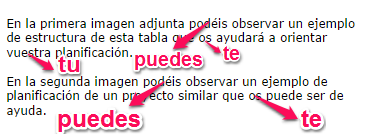 En la primera imagen adjunta podéis observar un ejemplo
de estructura de esta tabla que os ayudará a orientar
vuestra planificación.
tu
puedes
te
En la segunda imagen podéis observar un ejemplo de
planificación de un proyecto similar que os puede ser de
ayuda.
puedes
te